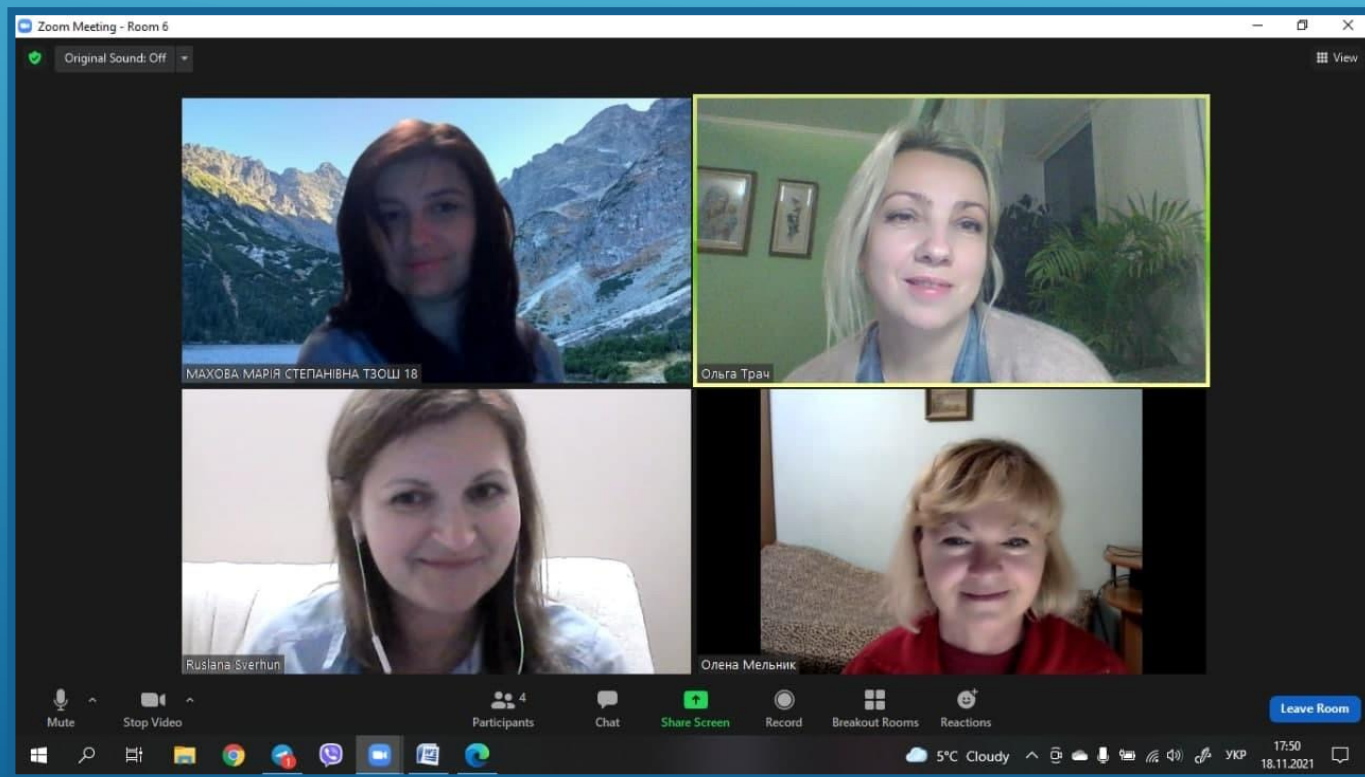 Zoom Meeting - Room 6
Original Sound: Off
View
МАХОВА МАРІЯ СТЕПАНІВНА ТЗОШ 18
Ольга Трач
Ruslana Sverhun
Олена Мельник
Mute
Stop Video
4
Participants
Chat
Share Screen
Record
Breakout Rooms
Reactions
Leave Room
5°C Cloudy
УКР
17:50
18.11.2021